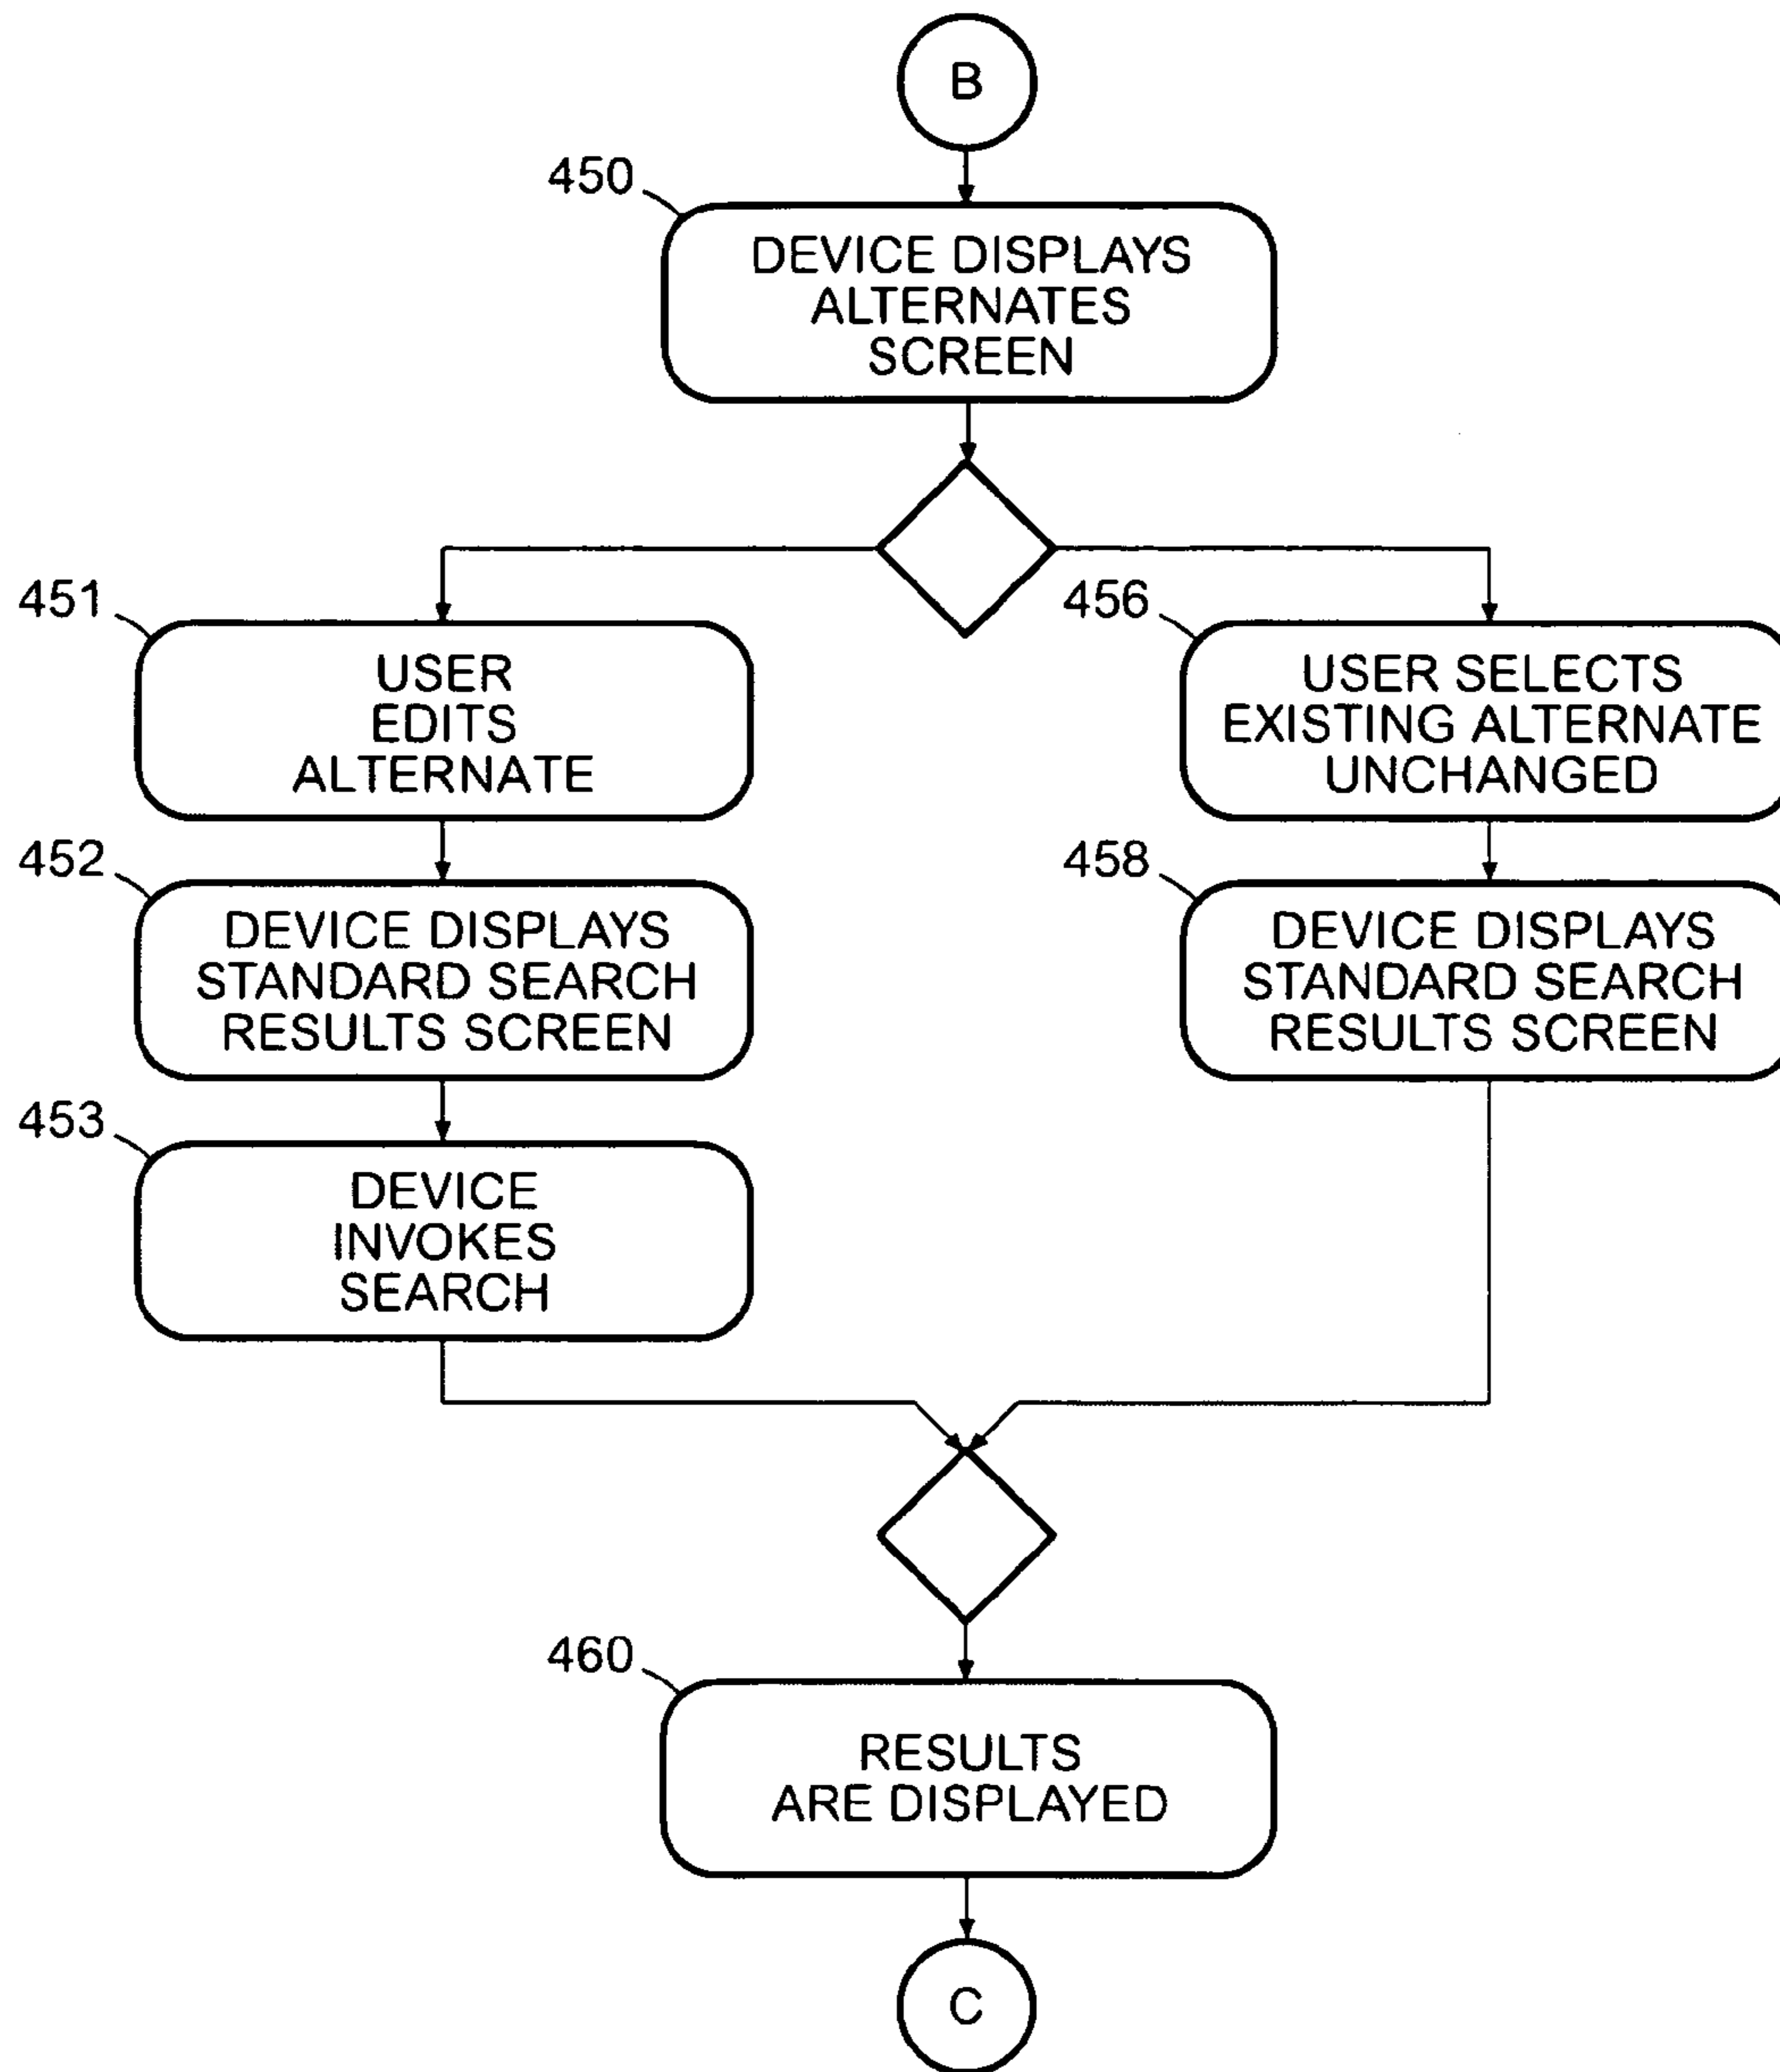 B
450
DEVICE DISPLAYS
ALTERNATES
SCREEN
451
USER
EDITS
ALTERNATE
456
USER SELECTS
EXISTING ALTERNATE
UNCHANGED
452
DEVICE DISPLAYS
STANDARD SEARCH
RESULTS SCREEN
458
DEVICE DISPLAYS
STANDARD SEARCH
RESULTS SCREEN
453
DEVICE
INVOKES
SEARCH
460
RESULTS
ARE DISPLAYED
C